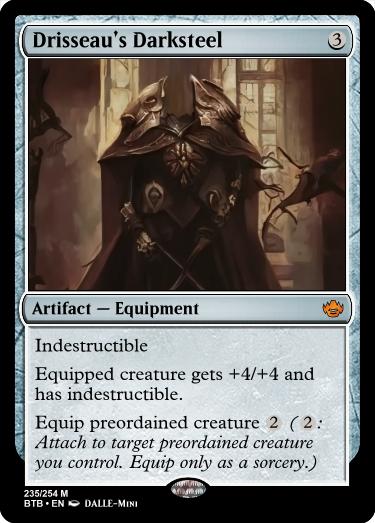 Drisseau's Darksteel 3
Artifact — Equipment
Indestructible
Equipped creature gets +4/+4 and
has indestructible.
Equip preordained creature 2 ( 2 :
Attach to target preordained creature
you control. Equip only as a sorcery.)
235/254 M
BTB • EN DALLE-Mini